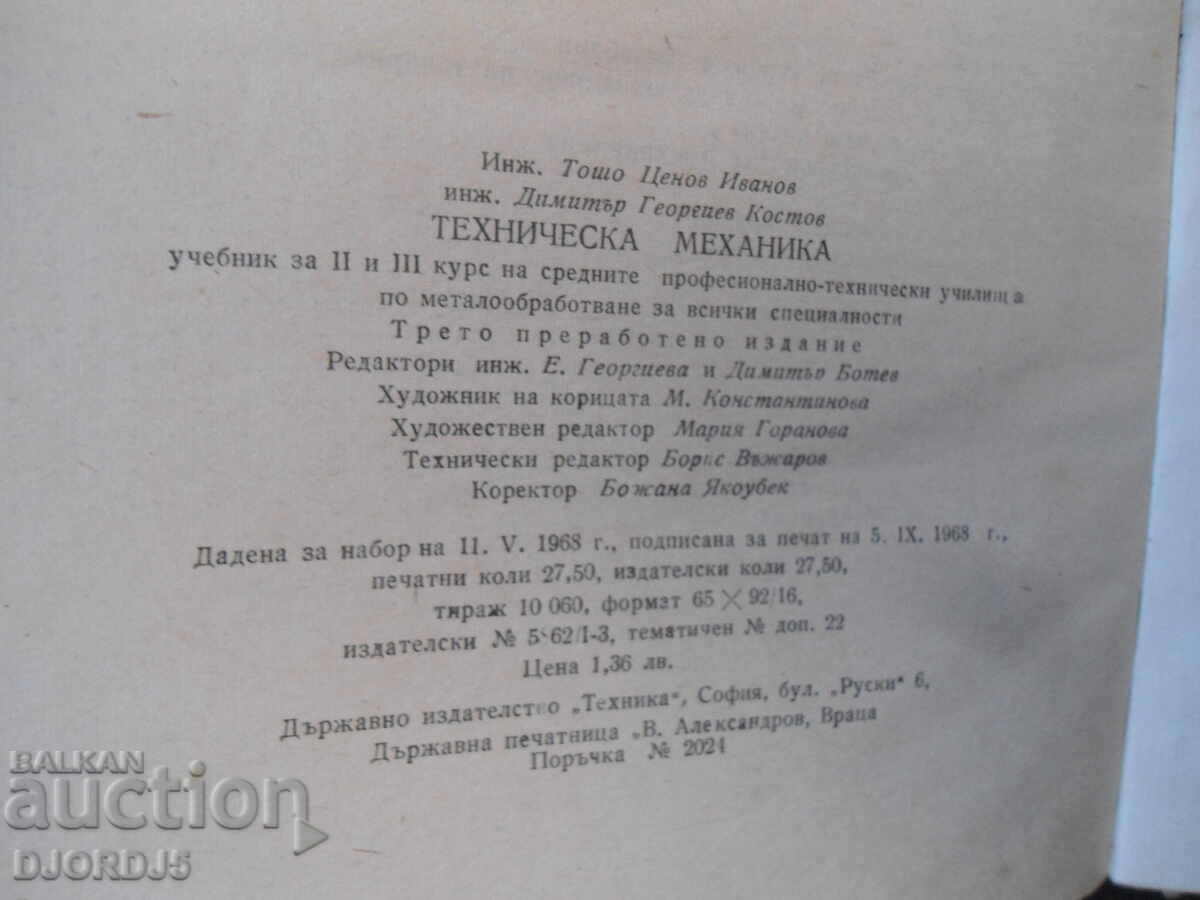 Инж. Тошо Ценов Иванов
инж. Димитър Георгиев Костов
ТЕХНИЧЕСКА МЕХАНИКА
учебник за II и III курс на средните професионално-технически училища
по металообработване за всички специалности
Трето преработено издание
Редактори инж. Е. Георгиева и Димитър Ботев
Художник на корицата М. Константинова
Художествен редактор Мария Горанова
Технически редактор Борис Въжаров
Коректор Божана Якоубек
Дадена за набор на 11. V. 1968 г., подписана за печат на 5. IX. 1968 г.,
печатни коли 27,50, издателски коли 27,50,
тираж 10 060, формат 65 × 92/16,
издателски № 562/1-3, тематичен № доп. 22
Цена 1,36 лв.
Държавно издателство „Техника“, София, бул. „Руски“ 6,
Държавна печатница „В. Александров, Враца
Поръчка № 2024
BALKAN
auction
DJORDJ5